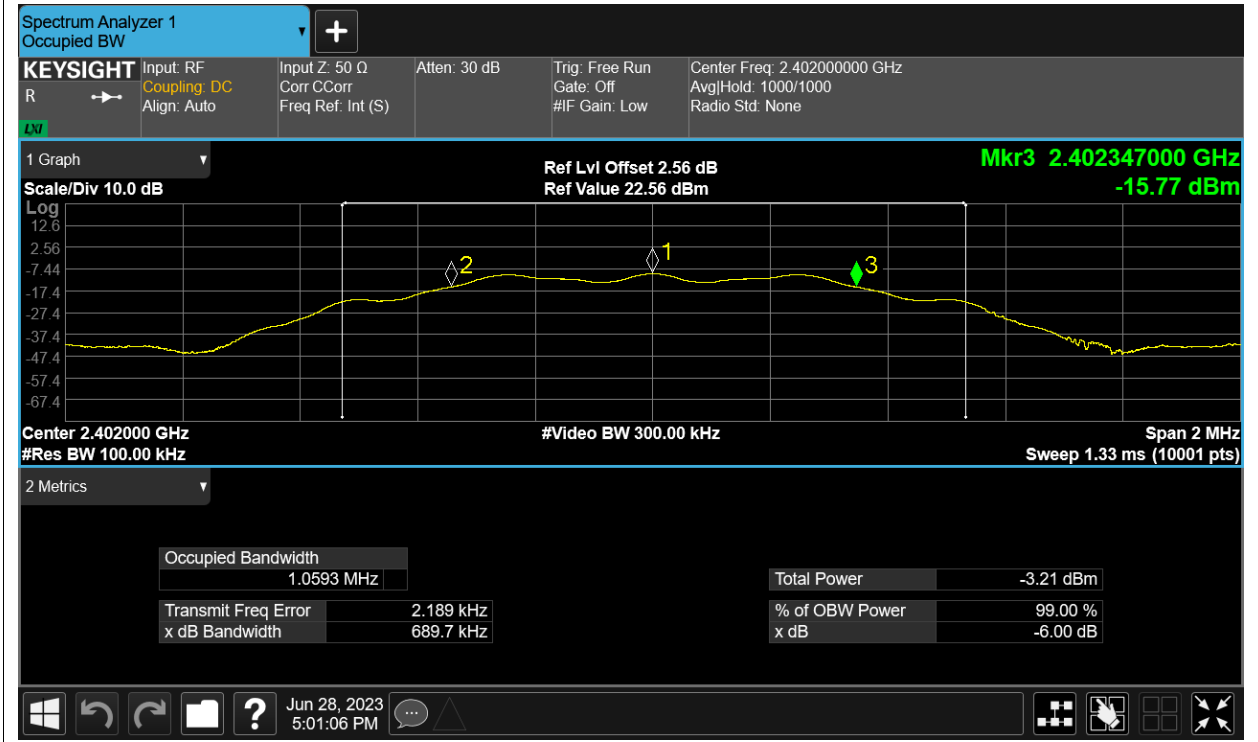 Spectrum Analyzer 1
Occupied BW
KEYSIGHT Input: RF Input Z: 50 Ω Atten: 30 dB Trig: Free Run Center Freq: 2.402000000 GHz
R Coupling: DC Corr CCorr Gate: Off Avg|Hold: 1000/1000
Align: Auto Freq Ref: Int (S) #IF Gain: Low Radio Std: None
LXI
1 Graph Ref Lvl Offset 2.56 dB Mkr3 2.402347000 GHz
Scale/Div 10.0 dB Ref Value 22.56 dBm -15.77 dBm
Log
12.6
2.56
-7.44
-17.4
-27.4
-37.4
-47.4
-57.4
-67.4
2 1 3
Center 2.402000 GHz #Video BW 300.00 kHz Span 2 MHz
#Res BW 100.00 kHz Sweep 1.33 ms (10001 pts)
2 Metrics
Occupied Bandwidth
1.0593 MHz Total Power -3.21 dBm
Transmit Freq Error 2.189 kHz % of OBW Power 99.00 %
x dB Bandwidth 689.7 kHz x dB -6.00 dB
? Jun 28, 2023
5:01:06 PM